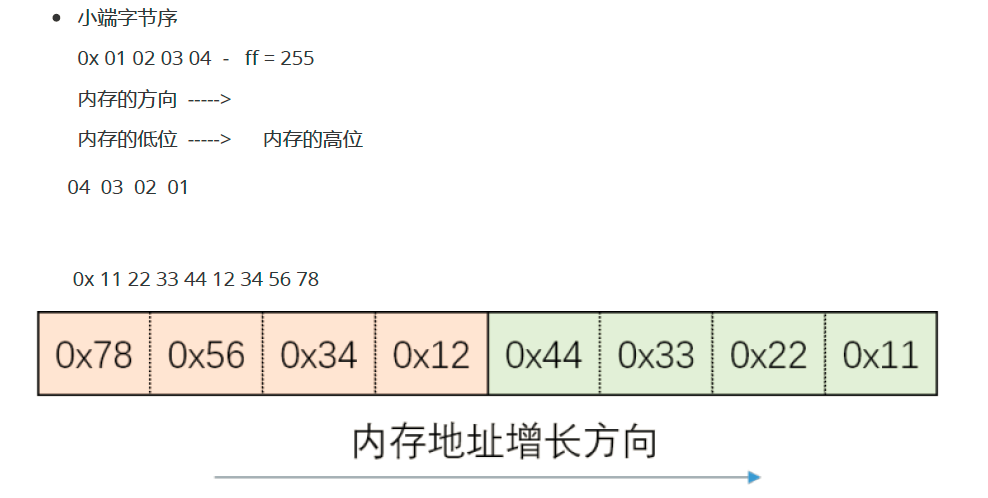 • 小端字节序
0x 01 02 03 04 - ff = 255
内存的方向 ----->
内存的低位 -----> 内存的高位
04 03 02 01
0x 11 22 33 44 12 34 56 78
0x78 0x56 0x34 0x12 0x44 0x33 0x22 0x11
内存地址增长方向